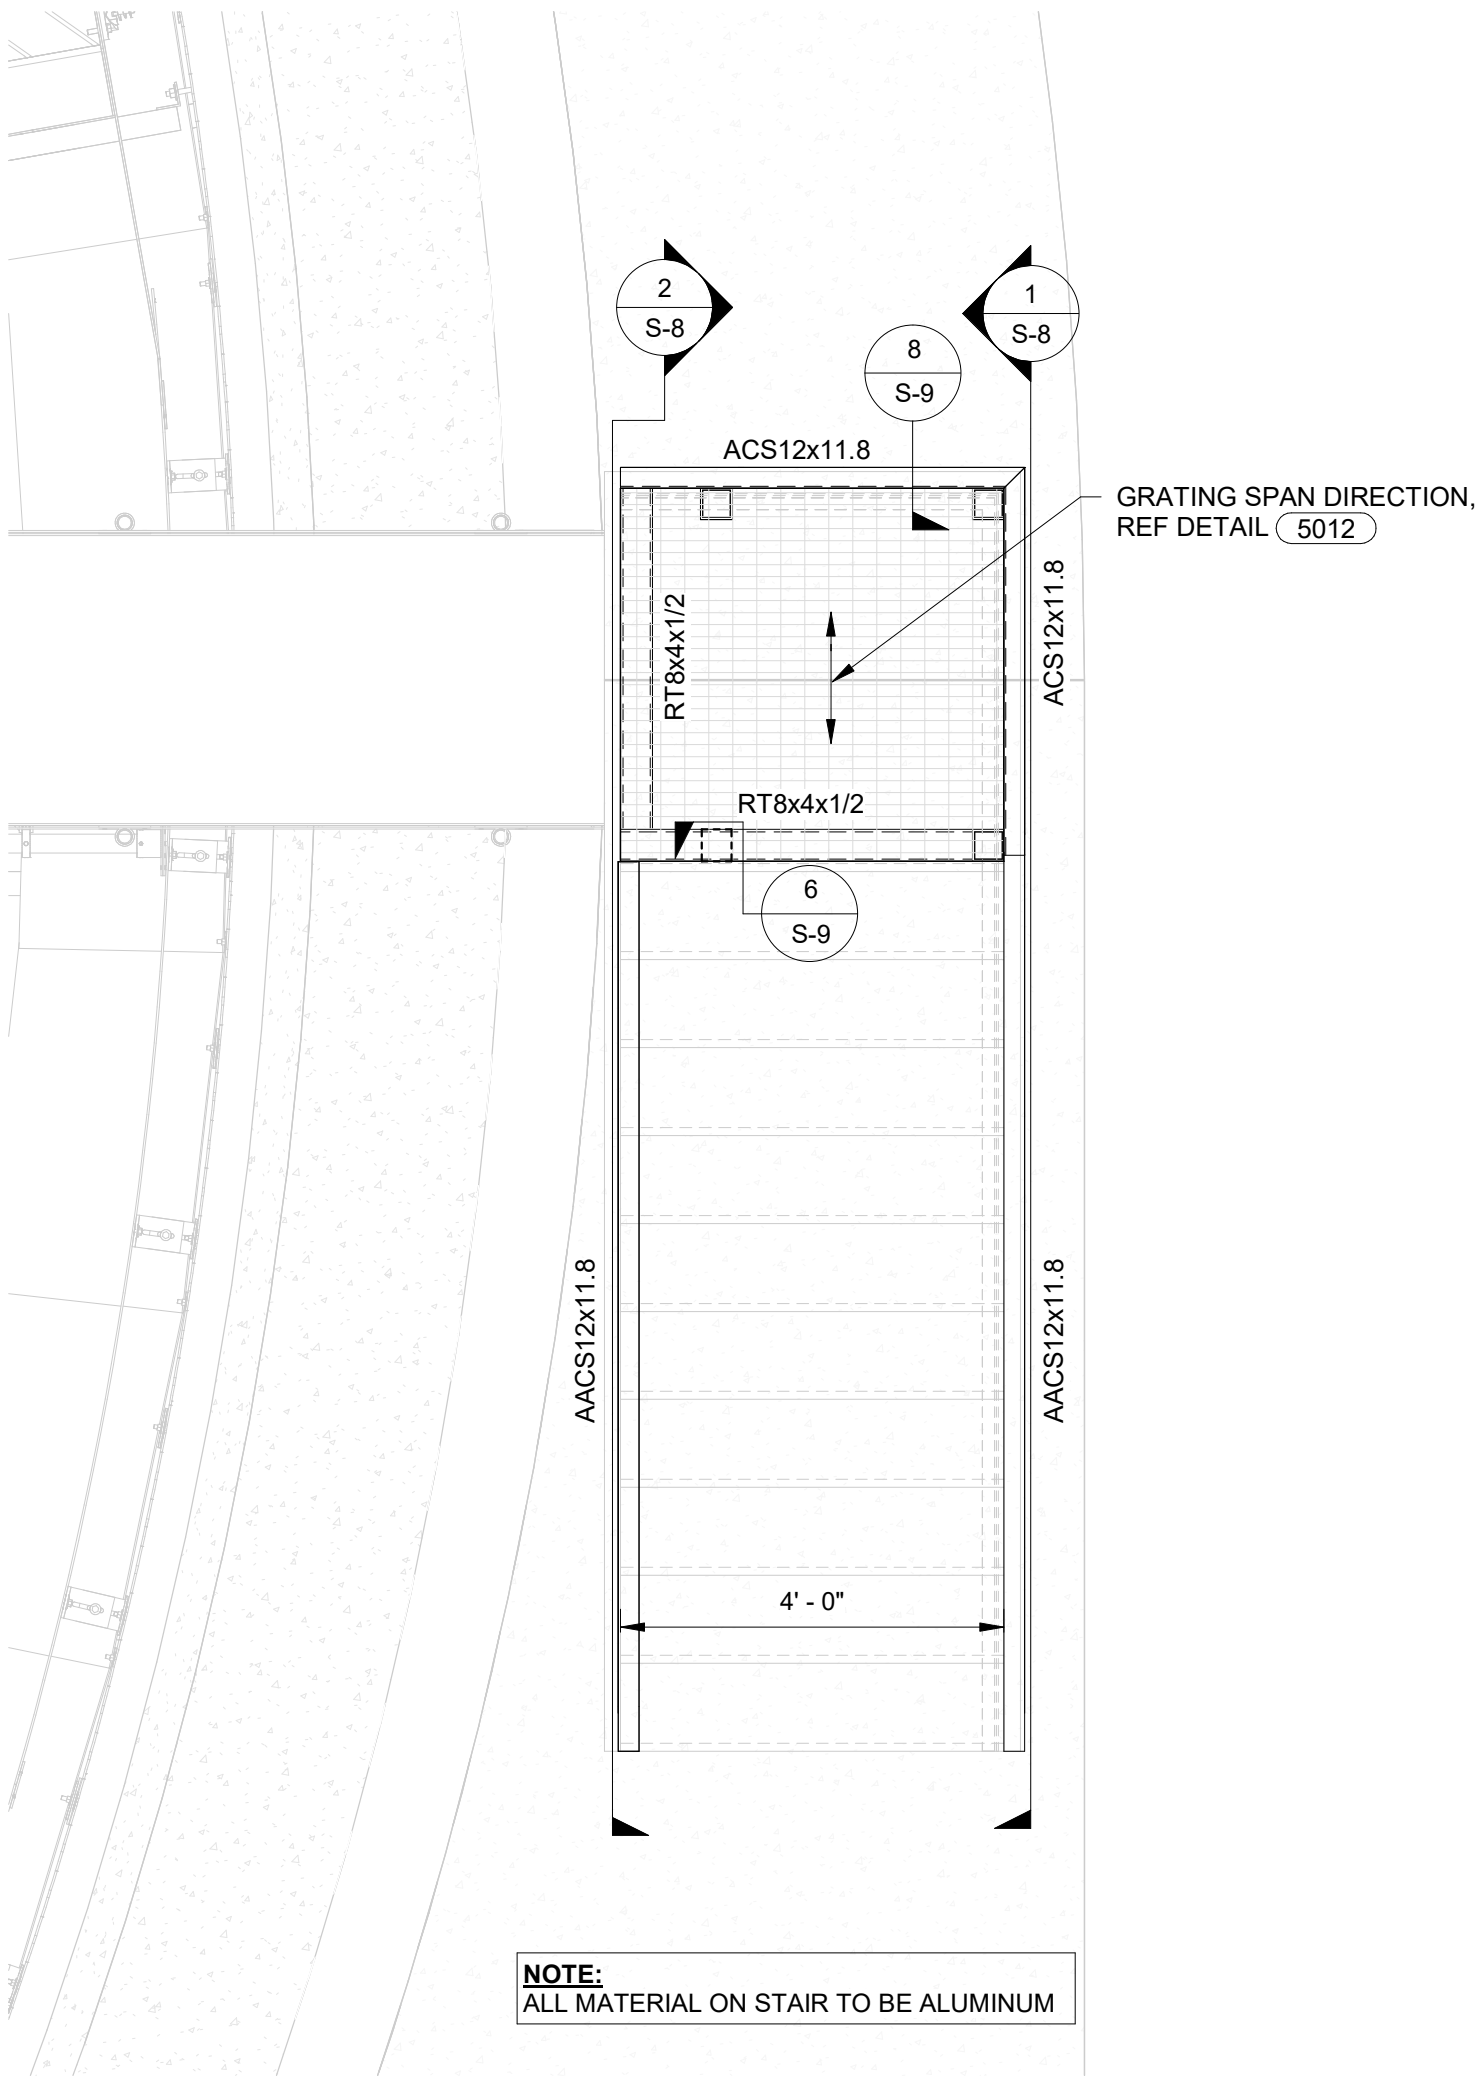 2
S-8
1
S-8
8
S-9
ACS12x11.8
GRATING SPAN DIRECTION,
REF DETAIL 5012
RT8x4x1/2
ACS12x11.8
RT8x4x1/2
6
S-9
AACS12x11.8
AACS12x11.8
4' - 0"
NOTE:
ALL MATERIAL ON STAIR TO BE ALUMINUM